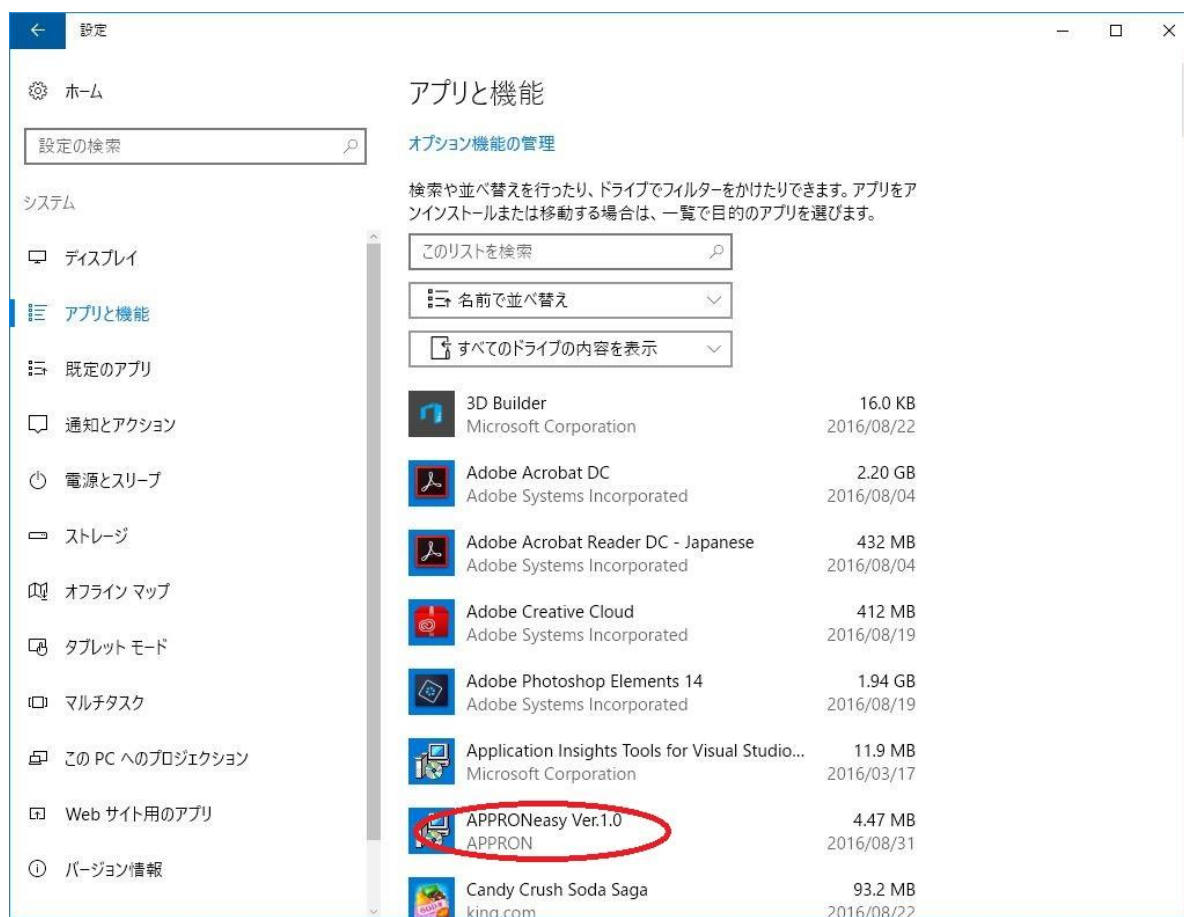 設定
ホーム
設定の検索
システム
ディスプレイ
アプリと機能
既定のアプリ
通知とアクション
電源とスリープ
ストレージ
オフライン マップ
タブレット モード
マルチタスク
この PC へのプロジェクション
Web サイト用のアプリ
バージョン情報
アプリと機能
オプション機能の管理
検索や並べ替えを行ったり、ドライブでフィルターをかけたりできます。アプリをア
ンインストールまたは移動する場合は、一覧で目的のアプリを選びます。
このリストを検索
名前で並べ替え
すべてのドライブの内容を表示
3D Builder 16.0 KB
Microsoft Corporation 2016/08/22
Adobe Acrobat DC 2.20 GB
Adobe Systems Incorporated 2016/08/04
Adobe Acrobat Reader DC - Japanese 432 MB
Adobe Systems Incorporated 2016/08/04
Adobe Creative Cloud 412 MB
Adobe Systems Incorporated 2016/08/19
Adobe Photoshop Elements 14 1.94 GB
Adobe Systems Incorporated 2016/08/19
Application Insights Tools for Visual Studio... 11.9 MB
Microsoft Corporation 2016/03/17
APPRONeasy Ver.1.0 4.47 MB
APPRON 2016/08/31
Candy Crush Soda Saga 93.2 MB
king.com 2016/08/22